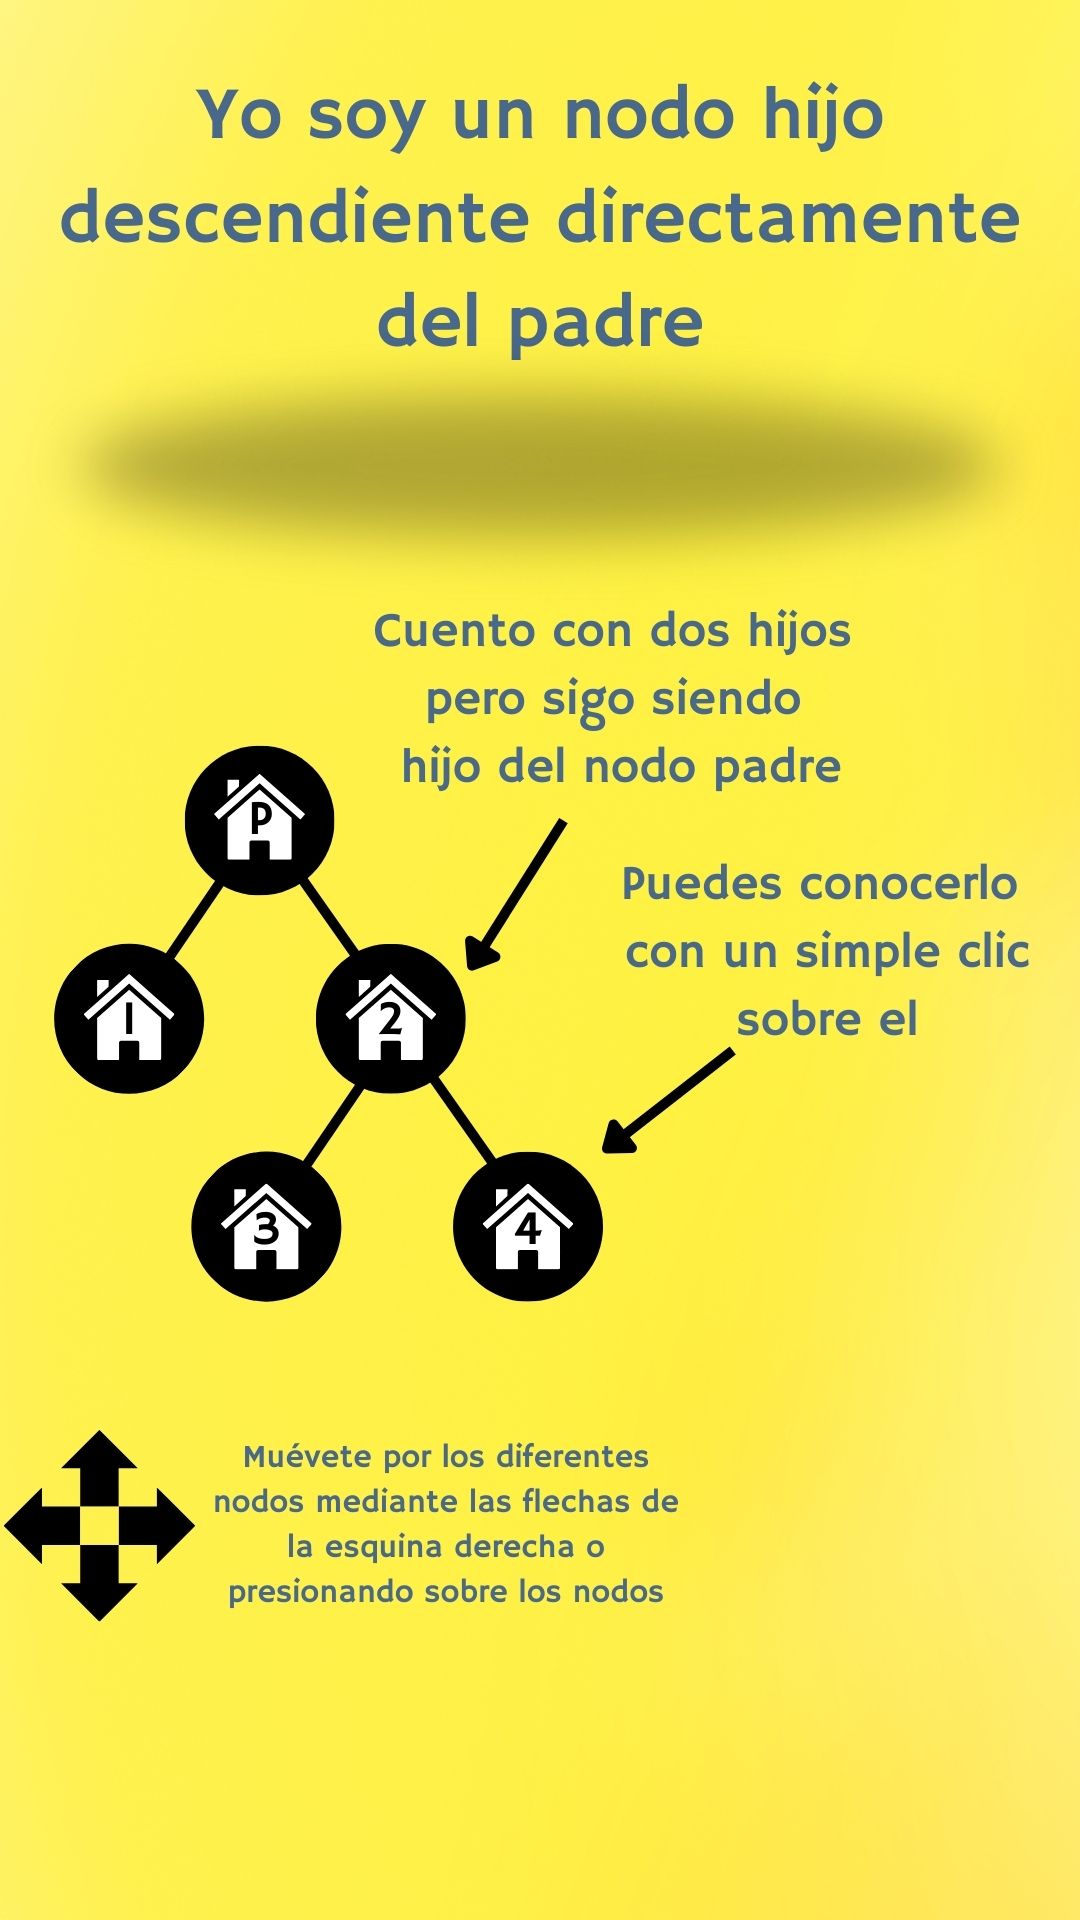 Yo soy un nodo hijo
descendiente directamente
del padre
Cuento con dos hijos
pero sigo siendo
hijo del nodo padre
P
Puedes conocerlo
con un simple clic
sobre el
1
2
3
4
Muévete por los diferentes
nodos mediante las flechas de
la esquina derecha o
presionando sobre los nodos